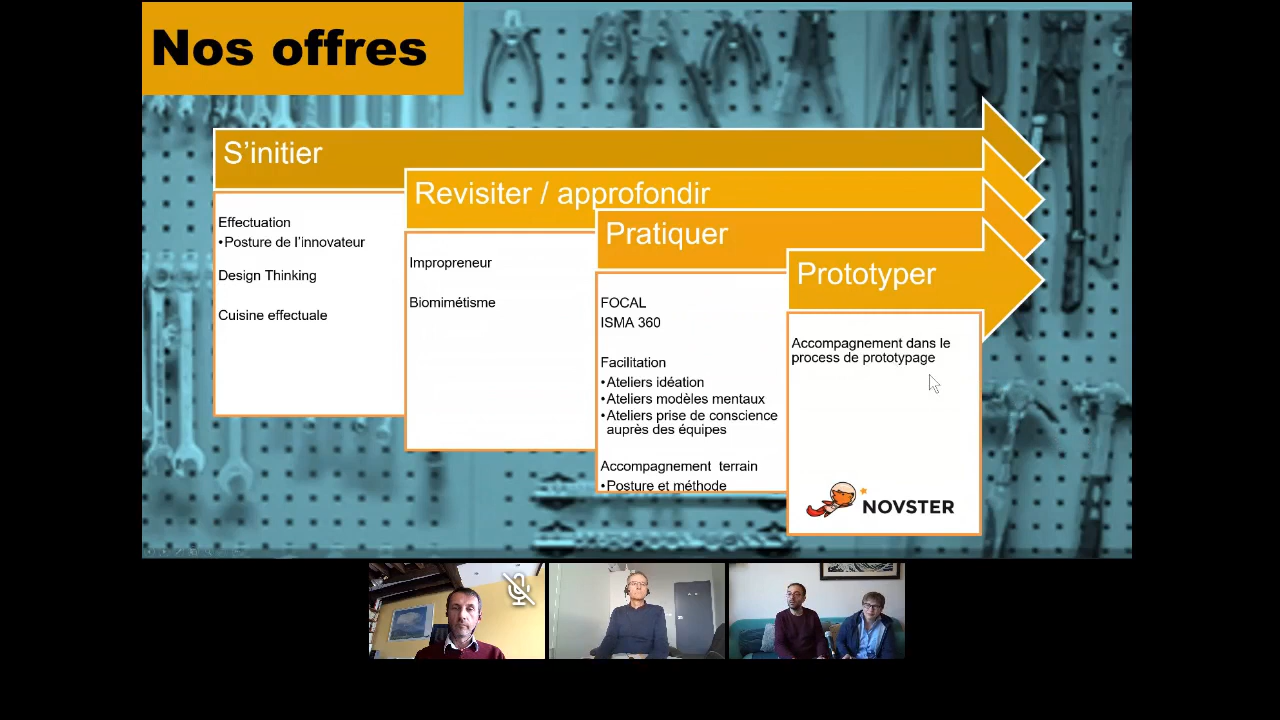 Nos offres
S'initier
Effectuation
•Posture de l'innovateur
Design Thinking
Cuisine effectuale
Revisiter / approfondir
Impropreneur
Biomimétisme
Pratiquer
FOCAL
ISMA 360
Facilitation
•Ateliers idéation
•Ateliers modèles mentaux
•Ateliers prise de conscience
auprès des équipes
Accompagnement terrain
•Posture et méthode
Prototyper
Accompagnement dans le
process de prototypage
NOVSTER